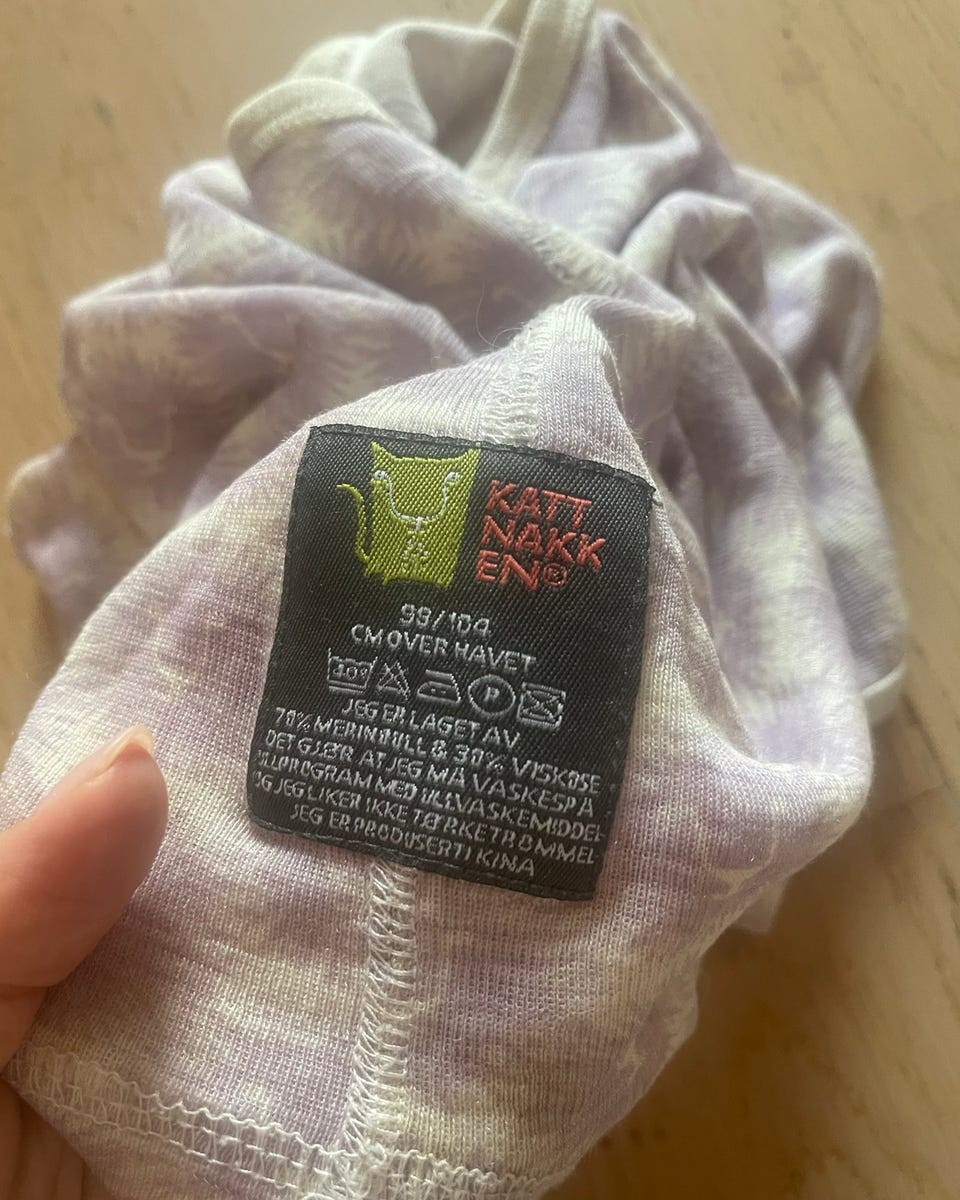 KATT
NAKK
EN®
98/104
CM OVER HAVET
30°
P
JEG ER LAGET AV
70% MERINOULL & 30% VISKOSE
DET GJØR AT JEG MÅ VASKES PÅ
ULLPROGRAM MED ULLVASKEMIDDEL
OG JEG LIKER IKKE TØRKETROMMEL
JEG ER PRODUSERT I KINA